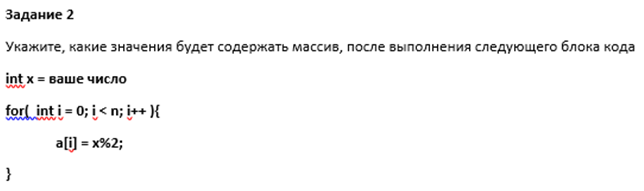 Задание 2
Укажите, какие значения будет содержать массив, после выполнения следующего блока кода
int x = ваше число
for( int i = 0; i < n; i++ ){
a[i] = x%2;
}